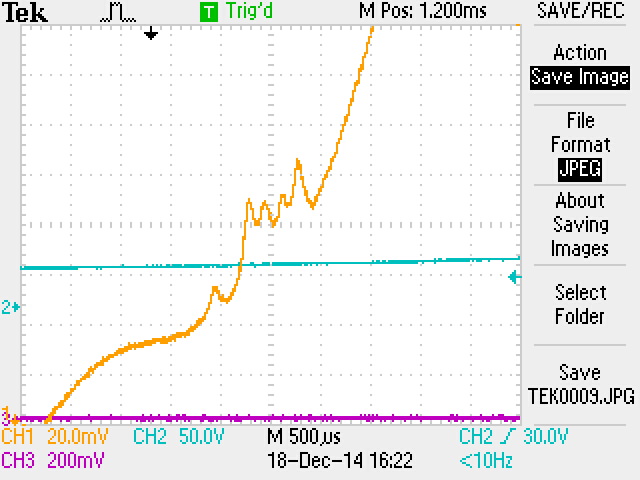 Tek T Trig'd M Pos: 1.200ms SAVE/REC
Action
Save Image
File
Format
JPEG
About
Saving
Images
2
Select
Folder
Save
TEK0009.JPG
1
3
CH1 20.0mV CH2 50.0V M 500µs CH2 30.0V
CH3 200mV 18-Dec-14 16:22 <10Hz